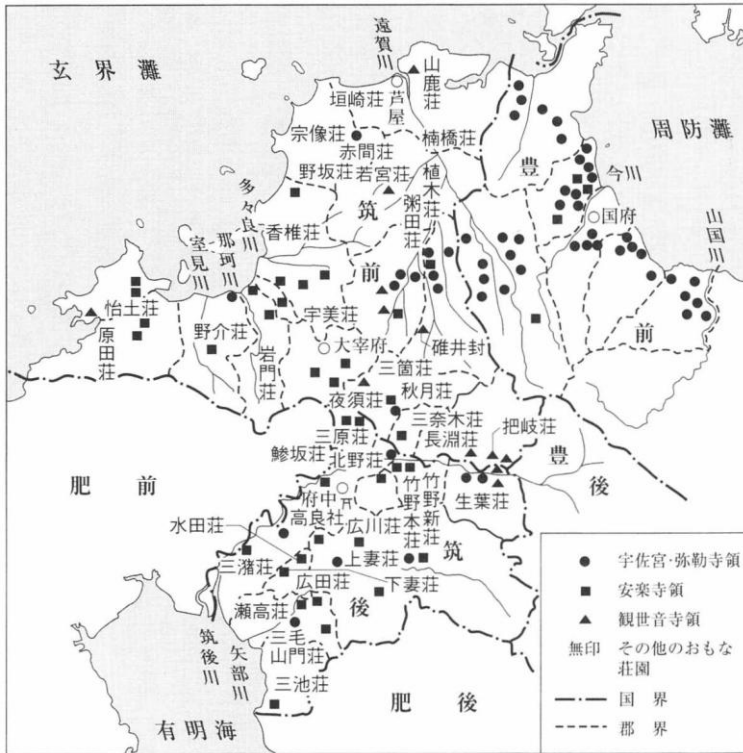 玄界灘
遠賀川
山鹿荘
芦屋
垣崎荘
宗像荘
赤間荘
楠橋荘
野坂荘
若宮荘
植木荘
粥田荘
豊
周防灘
今川
国府
山国川
多々良川
那珂川
室見川
香椎荘
筑
前
前
怡土荘
原田荘
野介荘
岩門荘
宇美荘
大宰府
三箇荘
碓井封
夜須荘
秋月荘
三奈木荘
長淵荘
把岐荘
三原荘
鯵坂荘
北野荘
豊
後
肥前
府中
高良社
竹野本荘
竹野新荘
生葉荘
水田荘
広川荘
筑
三潴荘
上妻荘
広田荘
下妻荘
後
瀬高荘
三毛
山門荘
三池荘
筑後川
矢部川
有明海
肥後
宇佐宮・弥勒寺領
安楽寺領
観世音寺領
無印 その他のおもな
荘園
国界
郡界